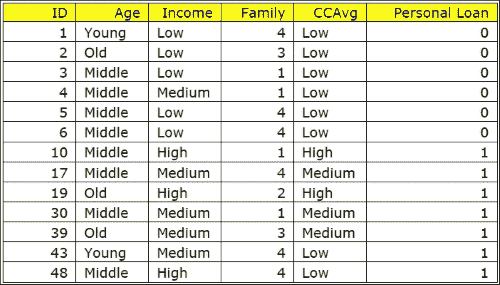 ID Age Income Family CCAvg Personal Loan
1 Young Low 4 Low 0
2 Old Low 3 Low 0
3 Middle Low 1 Low 0
4 Middle Medium 1 Low 0
5 Middle Low 4 Low 0
6 Middle Low 4 Low 0
10 Middle High 1 High 1
17 Middle Medium 4 Medium 1
19 Old High 2 High 1
30 Middle Medium 1 Medium 1
39 Old Medium 3 Medium 1
43 Young Medium 4 Low 1
48 Middle High 4 Low 1